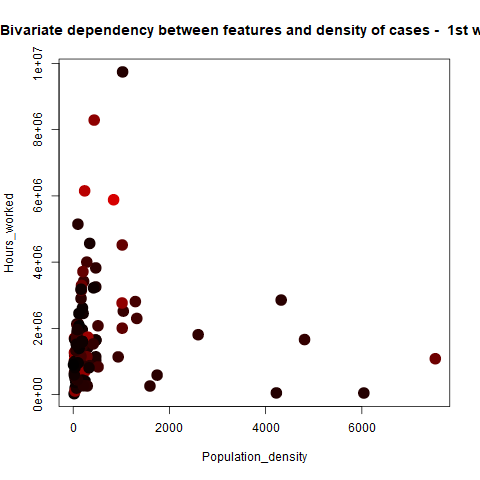 Bivariate dependency between features and density of cases - 1st w
1e+07
8e+06
6e+06
4e+06
2e+06
0e+00
Hours_worked
0 2000 4000 6000
Population_density